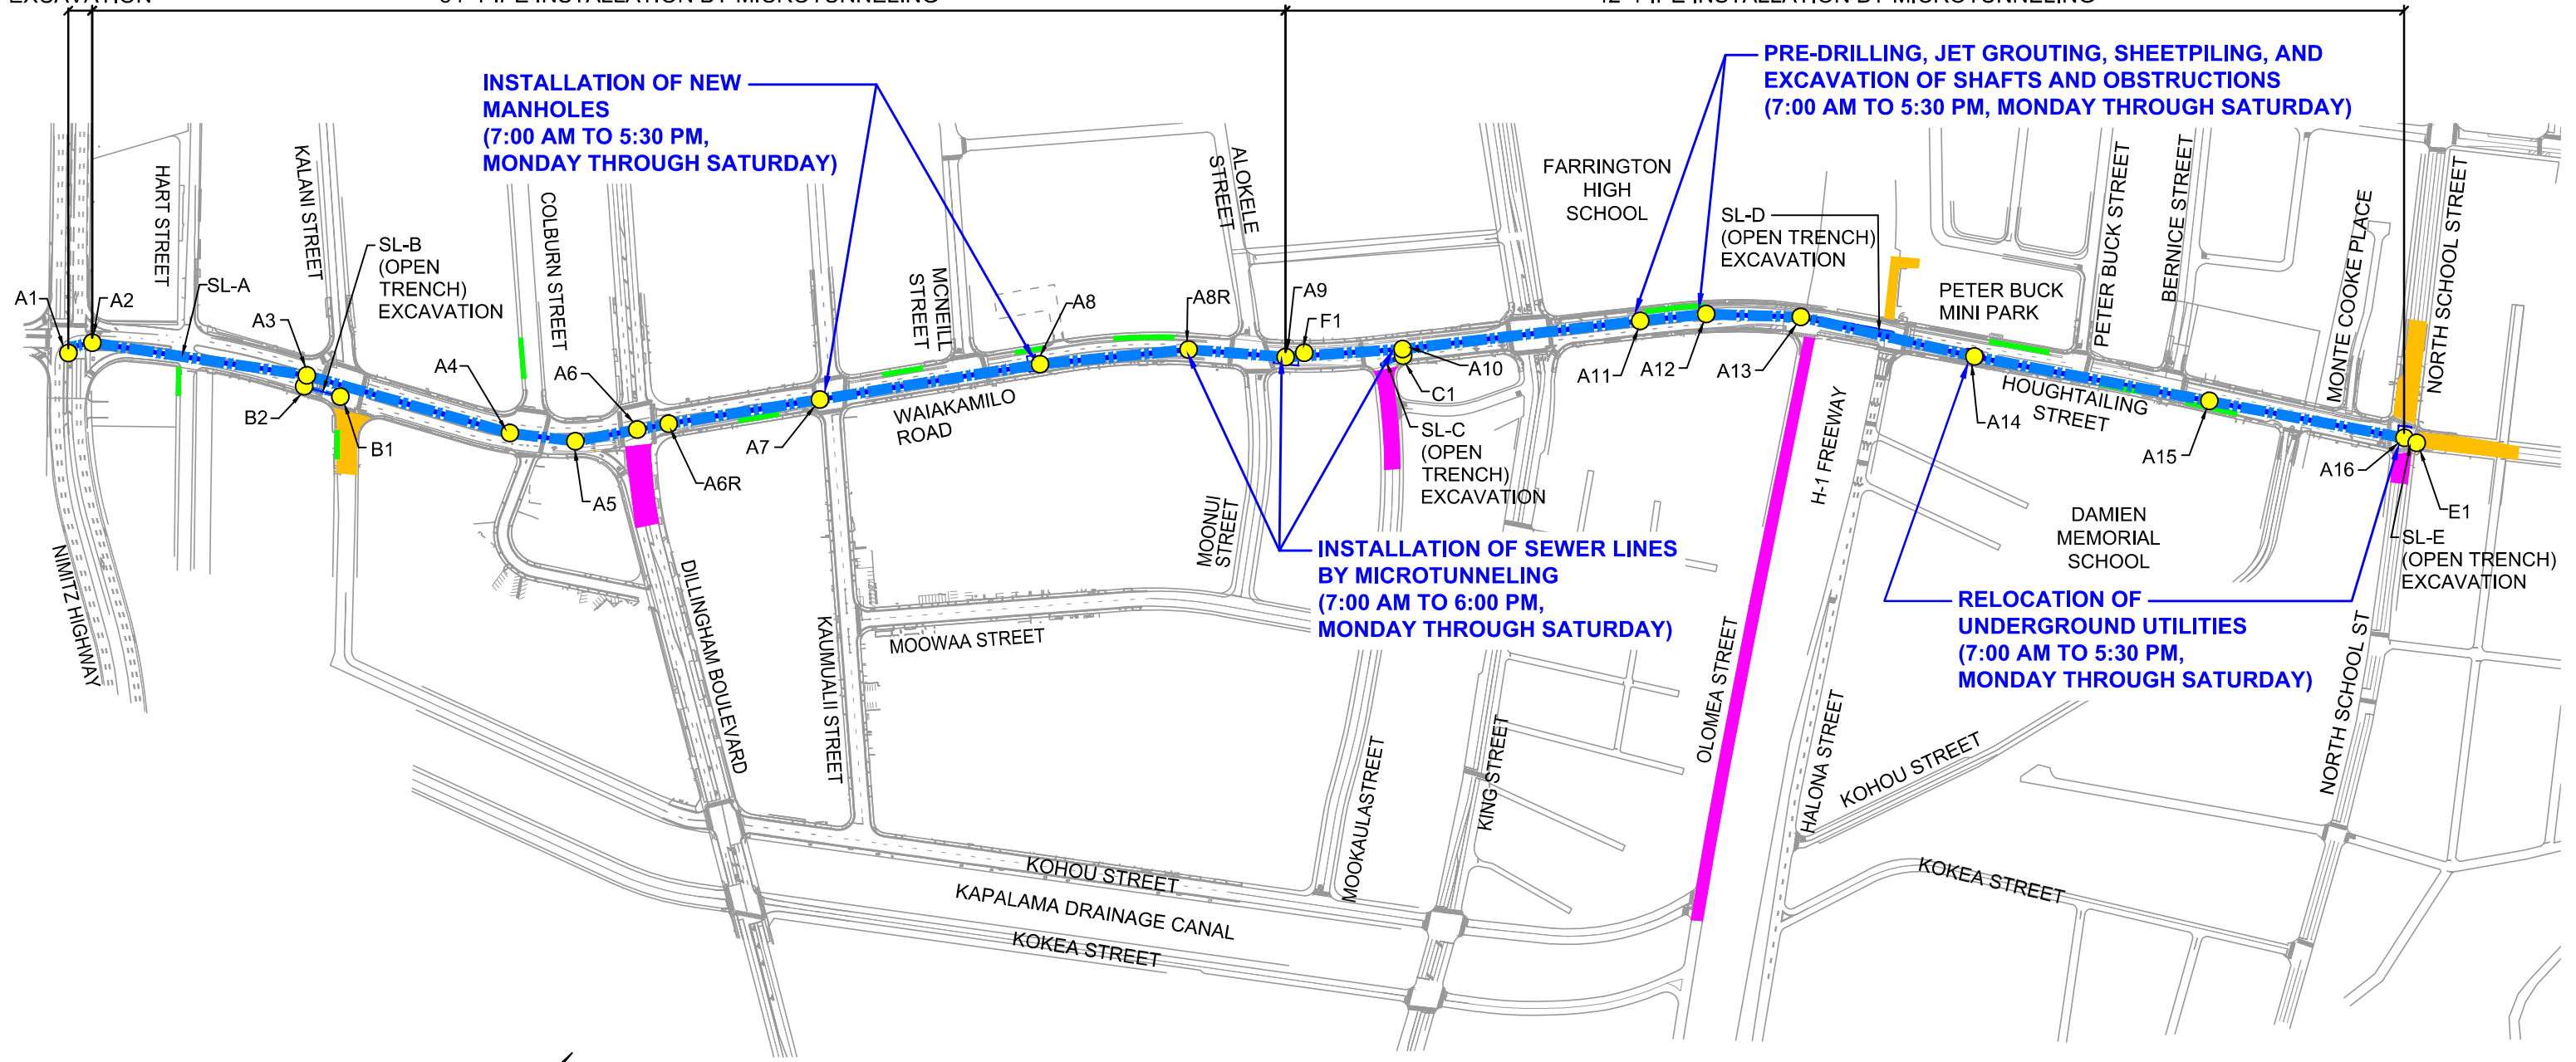 EXCAVATION
PIPE INSTALLATION BY MICROTUNNELING
PIPE INSTALLATION BY MICROTUNNELING
INSTALLATION OF NEW
MANHOLES
(7:00 AM TO 5:30 PM,
MONDAY THROUGH SATURDAY)
PRE-DRILLING, JET GROUTING, SHEETPILING, AND
EXCAVATION OF SHAFTS AND OBSTRUCTIONS
(7:00 AM TO 5:30 PM, MONDAY THROUGH SATURDAY)
HART STREET
KALANI STREET
COLBURN STREET
MCNEILL
STREET
ALOKELE
STREET
FARRINGTON
HIGH
SCHOOL
SL-D
(OPEN TRENCH)
EXCAVATION
PETER BUCK
MINI PARK
PETER BUCK STREET
BERNICE STREET
MONTE COOKE PLACE
NORTH SCHOOL STREET
A1
A2
SL-A
A3
SL-B
(OPEN
TRENCH)
EXCAVATION
B2
B1
A4
A5
A6
A6R
A7
A8
A8R
A9
F1
A10
C1
SL-C
(OPEN
TRENCH)
EXCAVATION
A11
A12
A13
A14
A15
A16
E1
SL-E
(OPEN TRENCH)
EXCAVATION
WAIAKAMILO
ROAD
HOUGHTAILING
STREET
H-1 FREEWAY
DAMIEN
MEMORIAL
SCHOOL
MOONUI
STREET
INSTALLATION OF SEWER LINES
BY MICROTUNNELING
(7:00 AM TO 6:00 PM,
MONDAY THROUGH SATURDAY)
RELOCATION OF
UNDERGROUND UTILITIES
(7:00 AM TO 5:30 PM,
MONDAY THROUGH SATURDAY)
NIMITZ HIGHWAY
DILLINGHAM BOULEVARD
KAUMUALII STREET
MOOWAA STREET
MOOKAULASTREET
KING STREET
OLOMEA STREET
HALONA STREET
KOHOU STREET
NORTH SCHOOL ST
KOHOU STREET
KAPALAMA DRAINAGE CANAL
KOKEA STREET
KOKEA STREET